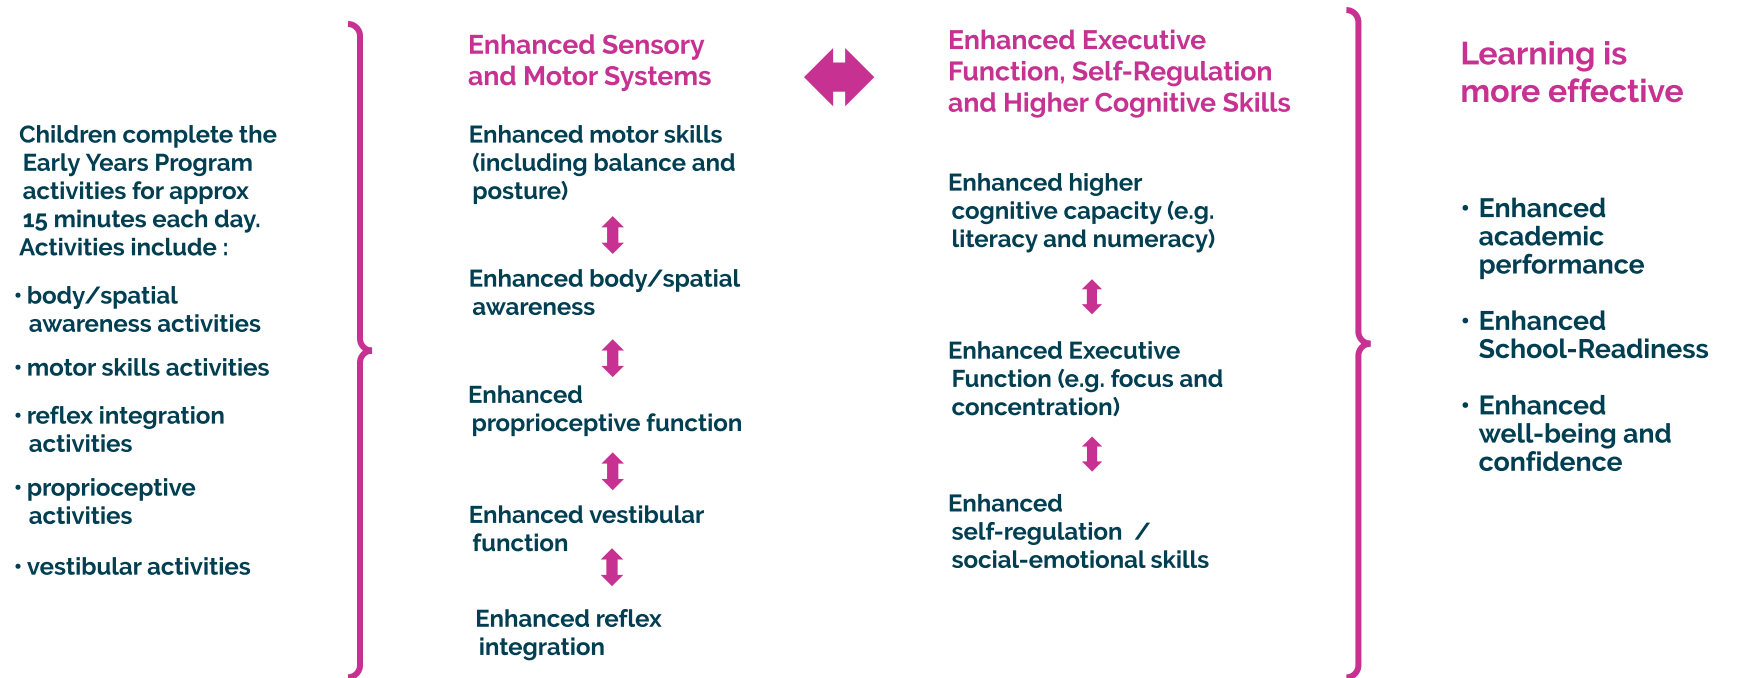 Children complete the
Early Years Program
activities for approx
15 minutes each day.
Activities include :
• body/spatial
awareness activities
• motor skills activities
• reflex integration
activities
• proprioceptive
activities
• vestibular activities
Enhanced Sensory
and Motor Systems
Enhanced motor skills
(including balance and
posture)
Enhanced body/spatial
awareness
Enhanced
proprioceptive function
Enhanced vestibular
function
Enhanced reflex
integration
Enhanced Executive
Function, Self-Regulation
and Higher Cognitive Skills
Enhanced higher
cognitive capacity (e.g.
literacy and numeracy)
Enhanced Executive
Function (e.g. focus and
concentration)
Enhanced
self-regulation /
social-emotional skills
Learning is
more effective
• Enhanced
academic
performance
• Enhanced
School-Readiness
• Enhanced
well-being and
confidence